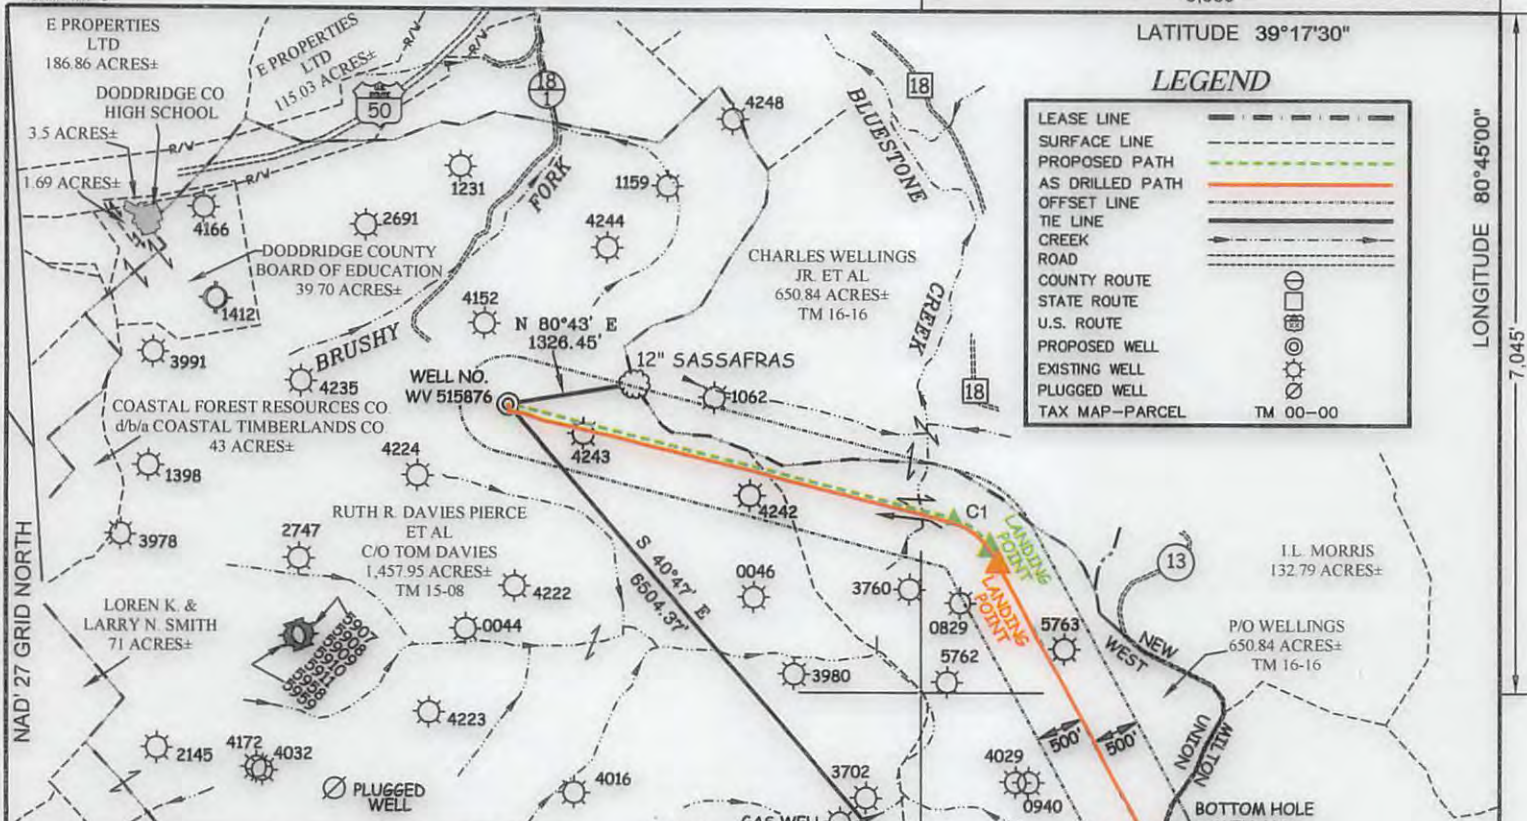 LATITUDE 39°17'30"
LEGEND
LEASE LINE
SURFACE LINE
PROPOSED PATH
AS DRILLED PATH
OFFSET LINE
TIE LINE
CREEK
ROAD
COUNTY ROUTE
STATE ROUTE
U.S. ROUTE
PROPOSED WELL
EXISTING WELL
PLUGGED WELL
TAX MAP-PARCEL TM 00-00
LONGITUDE 80°45'00"
7,045'
E PROPERTIES
LTD
186.86 ACRES±
E PROPERTIES
LTD
115.03 ACRES±
R/V
R/V
R/V
R/V
50
18
1
18
18
13
DODDRIDGE CO
HIGH SCHOOL
3.5 ACRES±
1.69 ACRES±
4166
1412
2691
1231
1159
4248
4244
4152
3991
4235
DODDRIDGE COUNTY
BOARD OF EDUCATION
39.70 ACRES±
BRUSHY
FORK
BLUESTONE
CREEK
CHARLES WELLINGS
JR. ET AL
650.84 ACRES±
TM 16-16
N 80°43' E
1326.45'
12" SASSAFRAS
1062
WELL NO.
WV 515876
COASTAL FOREST RESOURCES CO.
d/b/a COASTAL TIMBERLANDS CO.
43 ACRES±
1398
4224
4243
4242
C1
LANDING
POINT
LANDING
POINT
3978
2747
RUTH R. DAVIES PIERCE
ET AL
C/O TOM DAVIES
1,457.95 ACRES±
TM 15-08
S 40°47' E
6504.37'
4222
0044
0046
3760
0829
5763
5762
3980
NAD' 27 GRID NORTH
LOREN K. &
LARRY N. SMITH
71 ACRES±
I.L. MORRIS
132.79 ACRES±
P/O WELLINGS
650.84 ACRES±
TM 16-16
NEW
WEST
MILTON
UNION
500'
500'
4223
2145
4172
4032
PLUGGED
WELL
4016
3702
4029
0940
GAS WELL
BOTTOM HOLE